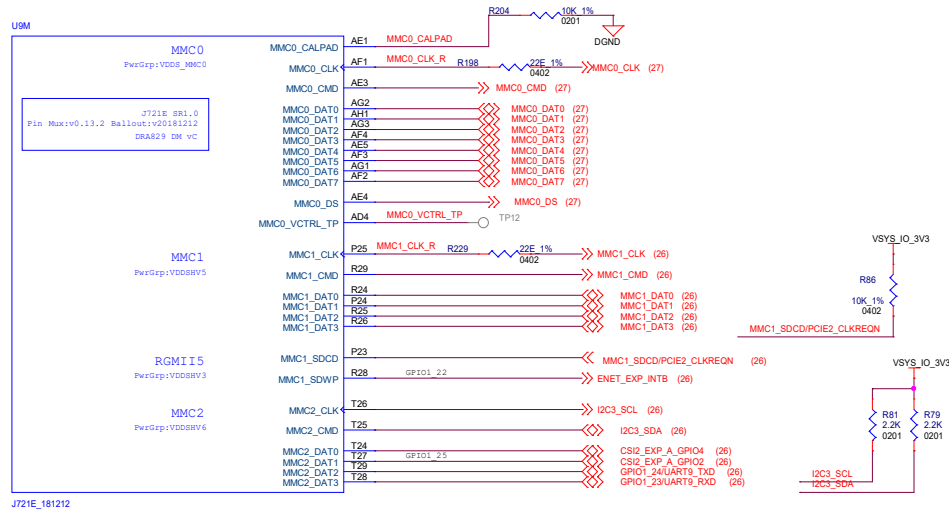 U9M
MMC0
PwrGrp:VDDS_MMC0
J721E SR1.0
Pin Mux:v0.13.2 Ballout:v20181212
DRA829 DM vC
MMC0_CALPAD AE1 MMC0_CALPAD R204 10K_1% 0201 DGND
MMC0_CLK AF1 MMC0_CLK_R R198 22E_1% 0402 MMC0_CLK (27)
MMC0_CMD AE3 MMC0_CMD (27)
MMC0_DAT0 AG2 MMC0_DAT0 (27)
MMC0_DAT1 AH1 MMC0_DAT1 (27)
MMC0_DAT2 AG3 MMC0_DAT2 (27)
MMC0_DAT3 AF4 MMC0_DAT3 (27)
MMC0_DAT4 AE5 MMC0_DAT4 (27)
MMC0_DAT5 AF3 MMC0_DAT5 (27)
MMC0_DAT6 AG1 MMC0_DAT6 (27)
MMC0_DAT7 AF2 MMC0_DAT7 (27)
MMC0_DS AE4 MMC0_DS (27)
MMC0_VCTRL_TP AD4 MMC0_VCTRL_TP TP12
MMC1
PwrGrp:VDDSHV5
MMC1_CLK P25 MMC1_CLK_R R229 22E_1% 0402 MMC1_CLK (26)
MMC1_CMD R29 MMC1_CMD (26)
MMC1_DAT0 R24 MMC1_DAT0 (26)
MMC1_DAT1 P24 MMC1_DAT1 (26)
MMC1_DAT2 R25 MMC1_DAT2 (26)
MMC1_DAT3 R26 MMC1_DAT3 (26)
RGMII5
PwrGrp:VDDSHV3
MMC1_SDCD P23 MMC1_SDCD/PCIE2_CLKREQN (26)
MMC1_SDWP R28 GPIO1_22 ENET_EXP_INTB (26)
MMC2
PwrGrp:VDDSHV6
MMC2_CLK T26 I2C3_SCL (26)
MMC2_CMD T25 I2C3_SDA (26)
MMC2_DAT0 T24 CSI2_EXP_A_GPIO4 (26)
MMC2_DAT1 T27 GPIO1_25 CSI2_EXP_A_GPIO2 (26)
MMC2_DAT2 T29 GPIO1_24/UART9_TXD (26)
MMC2_DAT3 T28 GPIO1_23/UART9_RXD (26)
J721E_181212
VSYS_IO_3V3
R86
10K_1%
0402
MMC1_SDCD/PCIE2_CLKREQN
VSYS_IO_3V3
R81 R79
2.2K 2.2K
0201 0201
I2C3_SCL
I2C3_SDA